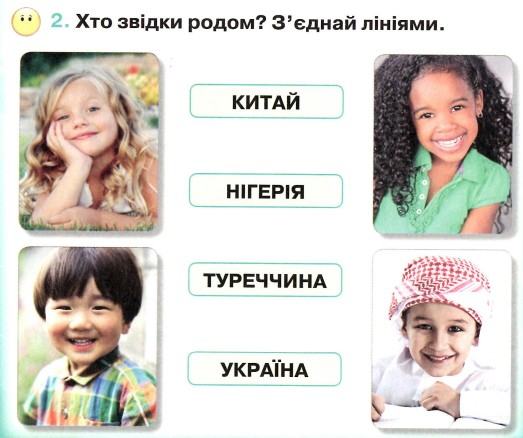 2. Хто звідки родом? З’єднай лініями.
КИТАЙ
НІГЕРІЯ
ТУРЕЧЧИНА
УКРАЇНА